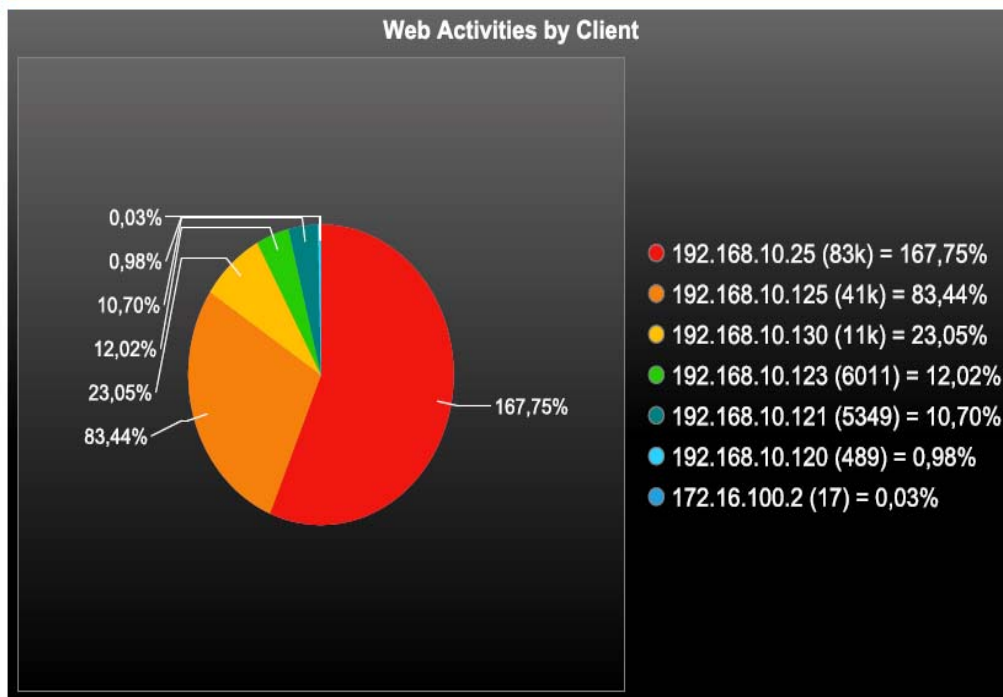 Web Activities by Client
0,03%
0,98%
10,70%
12,02%
23,05%
83,44%
167,75%
192.168.10.25 (83k) = 167,75%
192.168.10.125 (41k) = 83,44%
192.168.10.130 (11k) = 23,05%
192.168.10.123 (6011) = 12,02%
192.168.10.121 (5349) = 10,70%
192.168.10.120 (489) = 0,98%
172.16.100.2 (17) = 0,03%